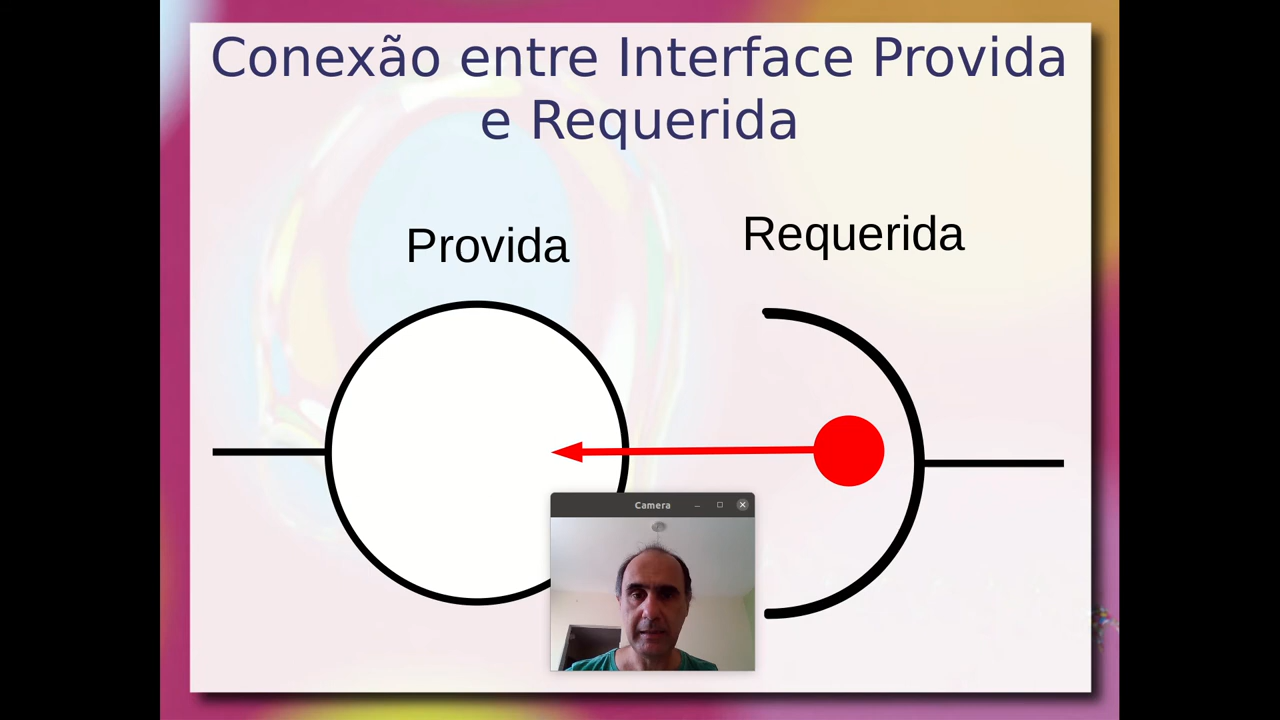 Conexão entre Interface Provida
e Requerida
Provida
Requerida
Camera